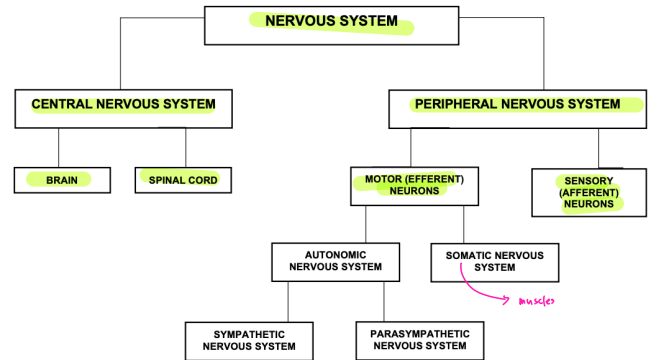 NERVOUS SYSTEM
CENTRAL NERVOUS SYSTEM
PERIPHERAL NERVOUS SYSTEM
BRAIN
SPINAL CORD
MOTOR (EFFERENT)
NEURONS
SENSORY
(AFFERENT)
NEURONS
AUTONOMIC
NERVOUS SYSTEM
SOMATIC NERVOUS
SYSTEM
muscles
SYMPATHETIC
NERVOUS SYSTEM
PARASYMPATHETIC
NERVOUS SYSTEM